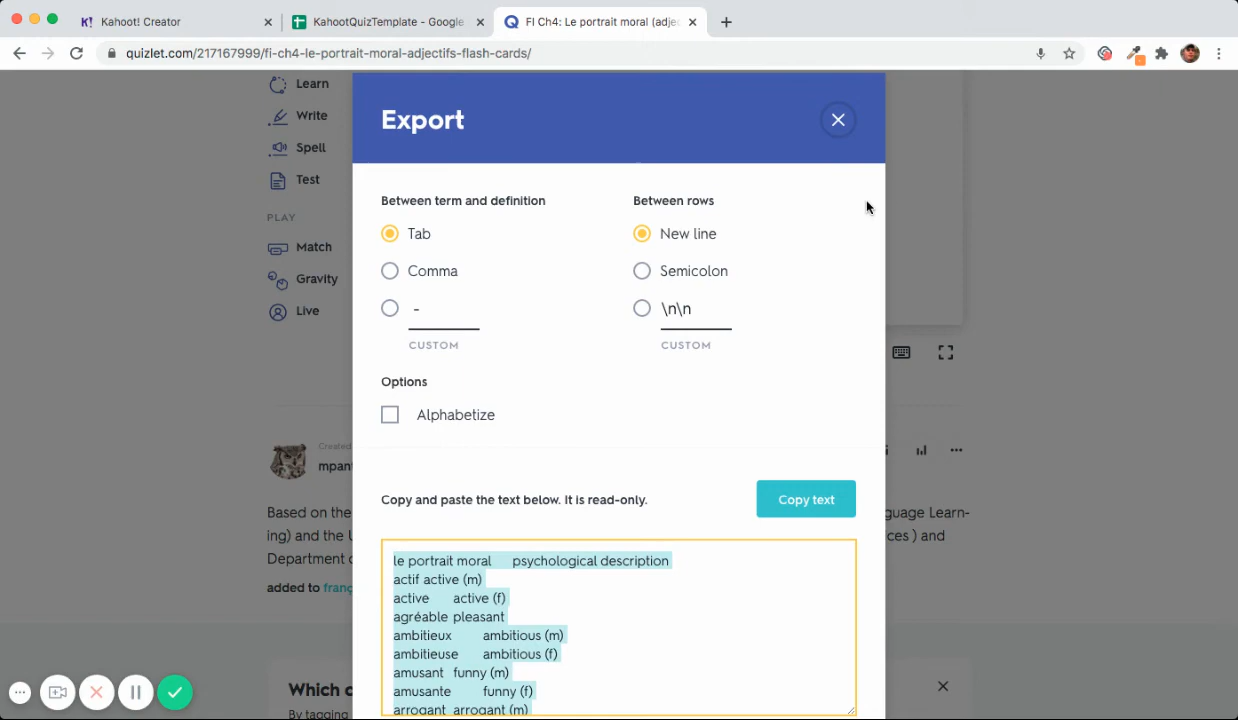 Kahoot! Creator
KahootQuizTemplate - Google
FI Ch4: Le portrait moral (adje
quizlet.com/217167999/fi-ch4-le-portrait-moral-adjectifs-flash-cards/
Learn
Write
Spell
Test
PLAY
Match
Gravity
Live
Export
Between term and definition
Between rows
Tab
New line
Comma
Semicolon
-
\n\n
CUSTOM
CUSTOM
Options
Alphabetize
Created
mpan
Copy and paste the text below. It is read-only.
Copy text
Based on the
guage Learn-
ing) and the U
ices ) and
Department
added to franç
le portrait moral psychological description
actif active (m)
active active (f)
agréable pleasant
ambitieux ambitious (m)
ambitieuse ambitious (f)
amusant funny (m)
amusante funny (f)
arrogant arrogant (m)
Which
By tagging